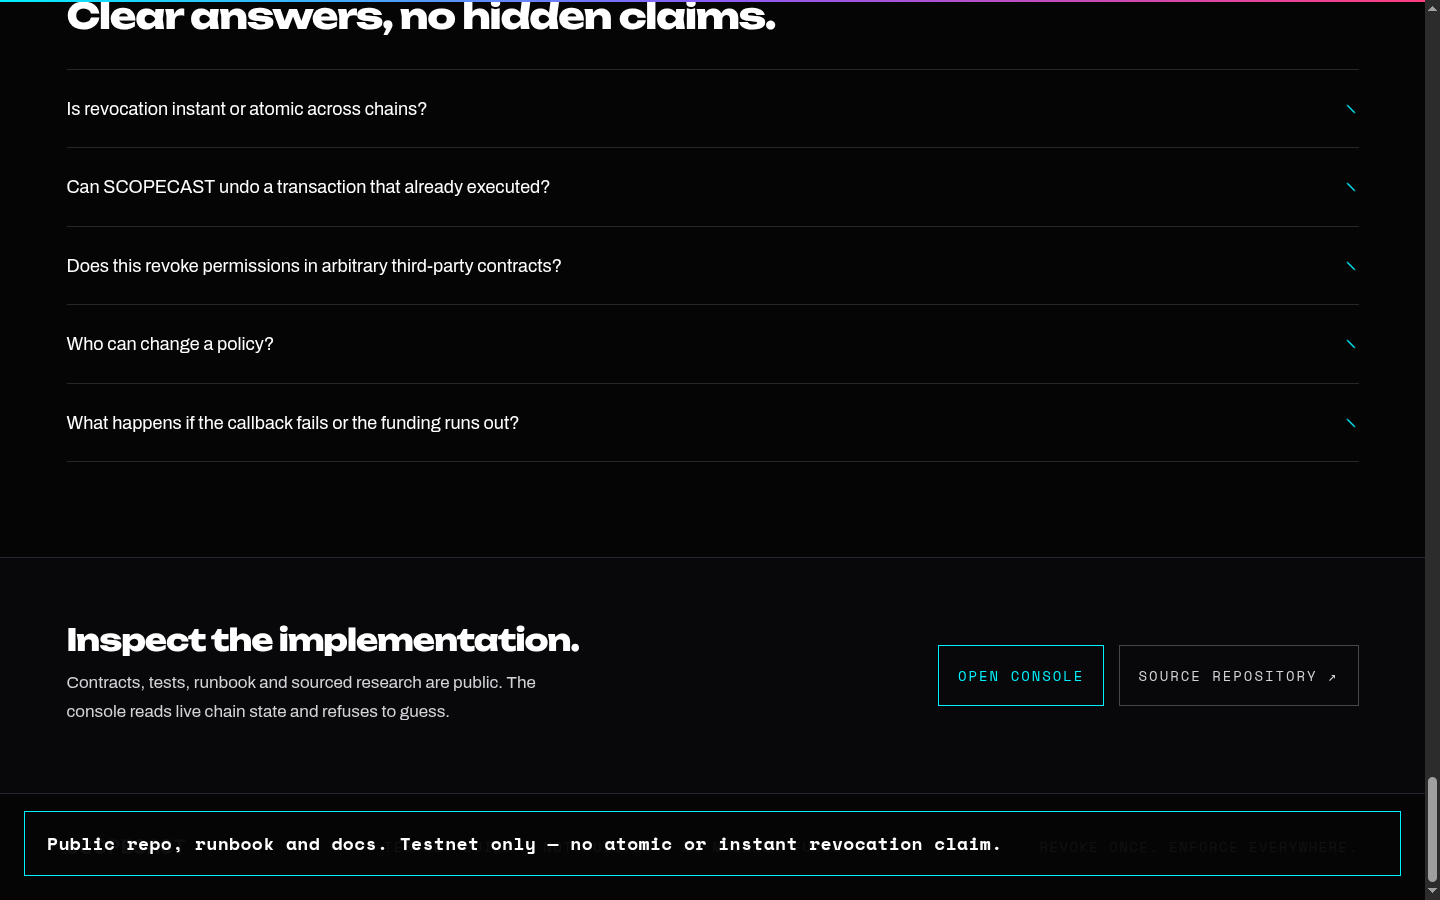 Clear answers, no hidden claims.
Is revocation instant or atomic across chains?
Can SCOPECAST undo a transaction that already executed?
Does this revoke permissions in arbitrary third-party contracts?
Who can change a policy?
What happens if the callback fails or the funding runs out?
Inspect the implementation.
Contracts, tests, runbook and sourced research are public. The
console reads live chain state and refuses to guess.
OPEN CONSOLE
SOURCE REPOSITORY ↗
Public repo, runbook and docs. Testnet only — no atomic or instant revocation claim.
REVOKE ONCE. ENFORCE EVERYWHERE.